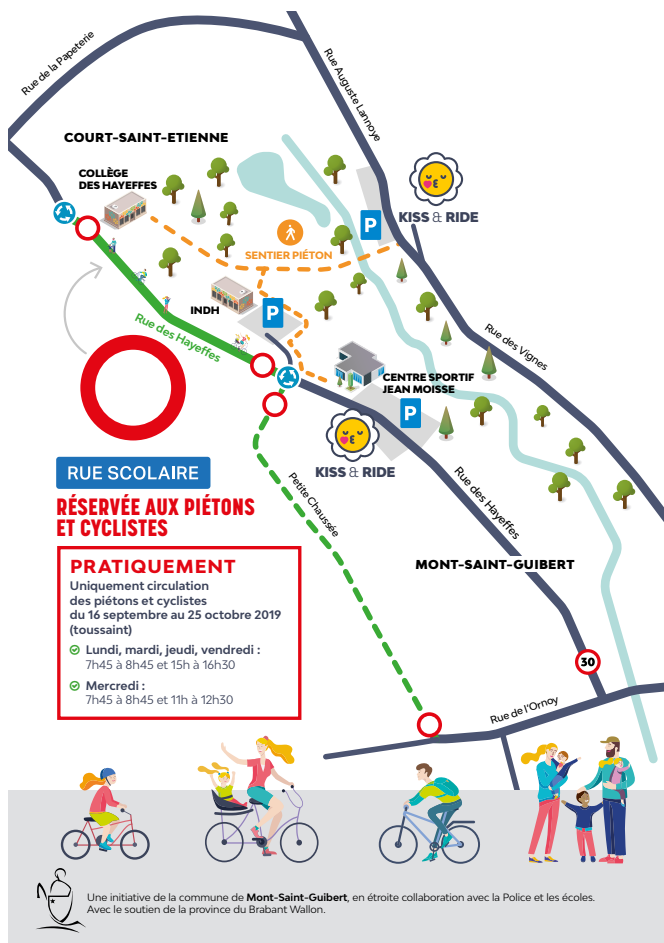 Rue de la Papeterie
Rue Auguste Lannoye
COURT-SAINT-ETIENNE
COLLÈGE
DES HAYEFFES
KISS & RIDE
P
SENTIER PIÉTON
INDH
P
Rue des Hayeffes
Rue des Vignes
CENTRE SPORTIF
JEAN MOISSE
P
KISS & RIDE
RUE SCOLAIRE
Petite Chaussée
Rue des Hayeffes
RÉSERVÉE AUX PIÉTONS
ET CYCLISTES
MONT-SAINT-GUIBERT
PRATIQUEMENT
Uniquement circulation
des piétons et cyclistes
du 16 septembre au 25 octobre 2019
(toussaint)
Lundi, mardi, jeudi, vendredi :
7h45 à 8h45 et 15h à 16h30
Mercredi :
7h45 à 8h45 et 11h à 12h30
30
Rue de l'Ornoy
Une initiative de la commune de Mont-Saint-Guibert, en étroite collaboration avec la Police et les écoles.
Avec le soutien de la province du Brabant Wallon.